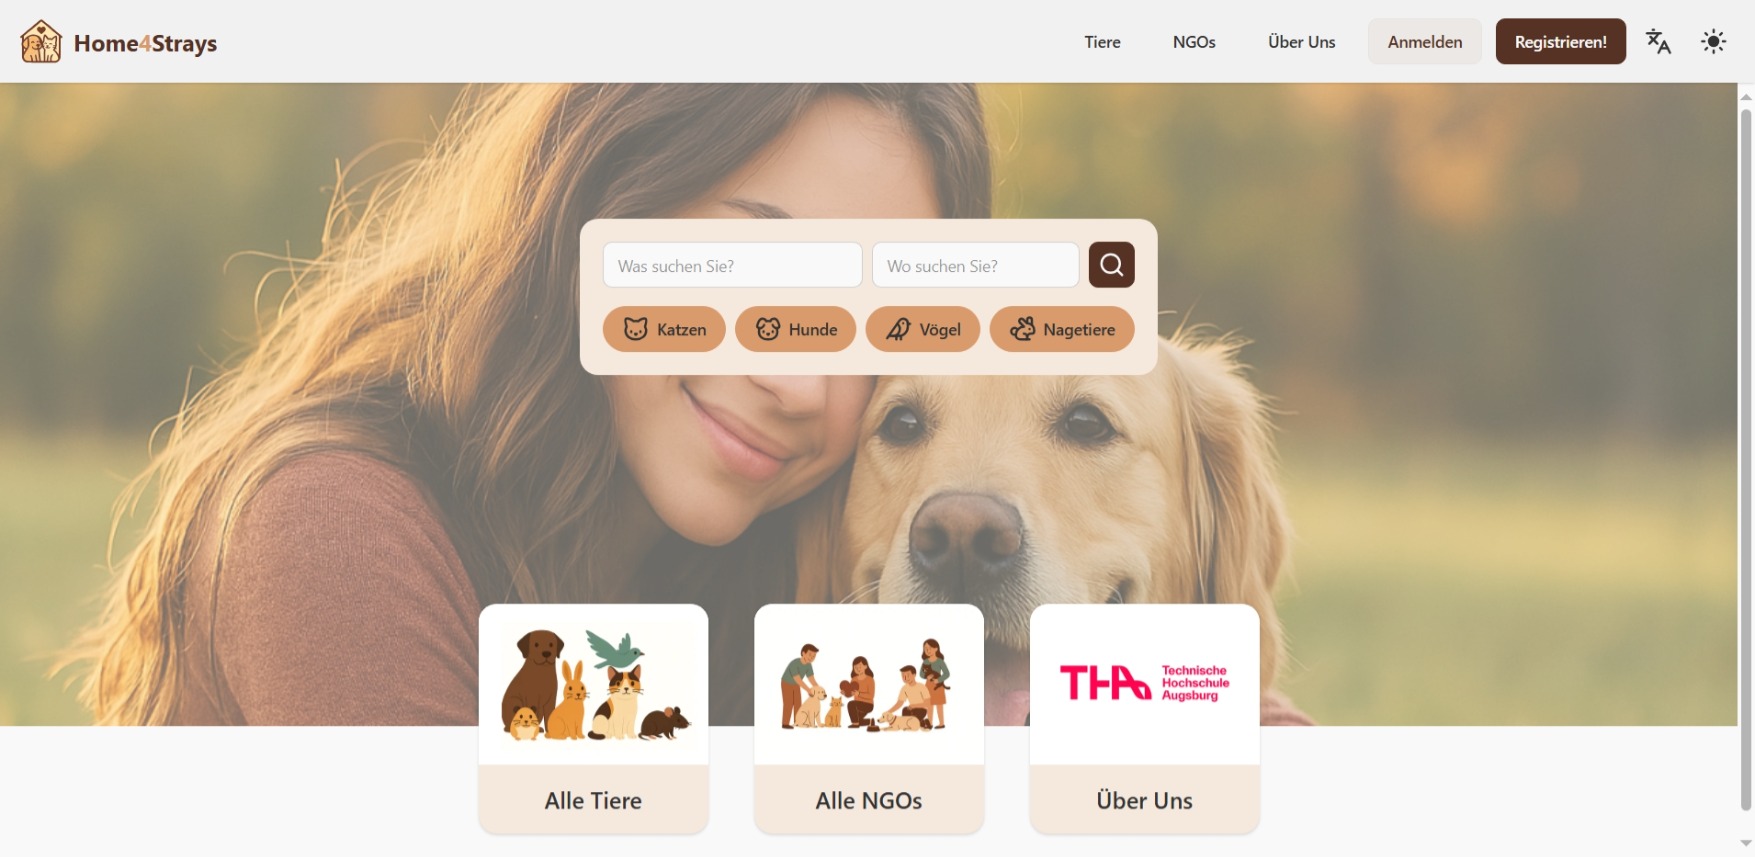 Home4Strays
Tiere
NGOs
Über Uns
Anmelden
Registrieren!
Was suchen Sie?
Wo suchen Sie?
Katzen
Hunde
Vögel
Nagetiere
THA Technische
Hochschule
Augsburg
Alle Tiere
Alle NGOs
Über Uns